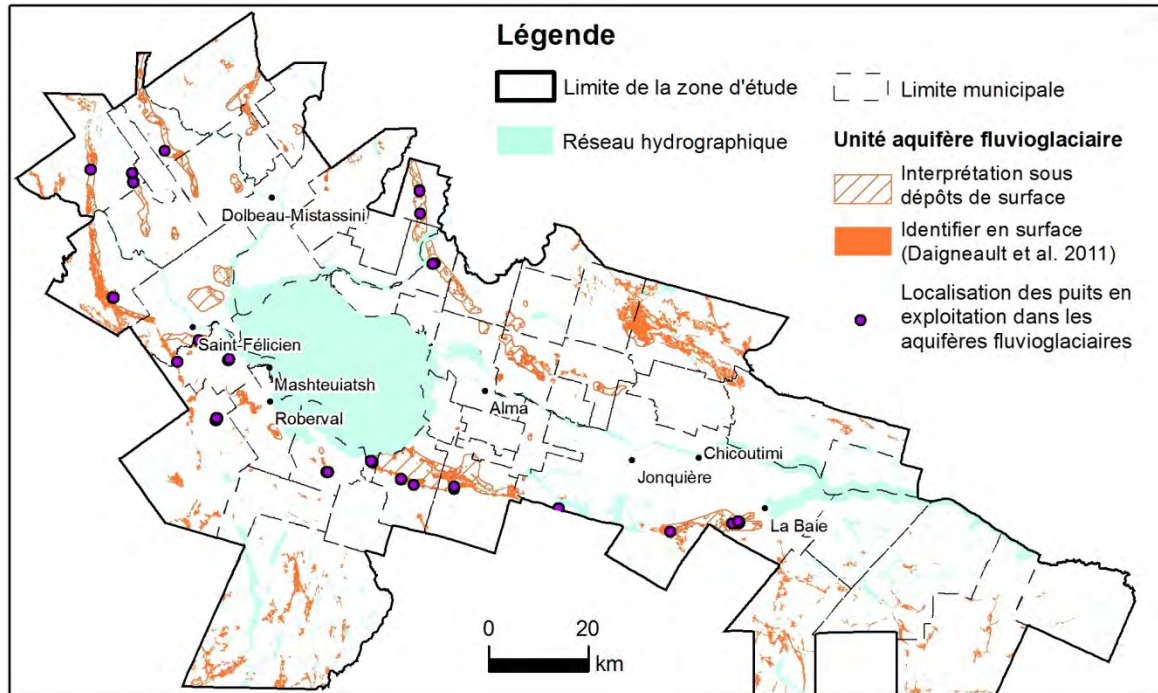 Légende
Limite de la zone d'étude
Réseau hydrographique
Limite municipale
Unité aquifère fluvioglaciaire
Interprétation sous
dépôts de surface
Identifier en surface
(Daigneault et al. 2011)
Localisation des puits en
exploitation dans les
aquifères fluvioglaciaires
Dolbeau-Mistassini
Saint-Félicien
Mashteuiatsh
Roberval
Alma
Chicoutimi
Jonquière
La Baie
0 20
km